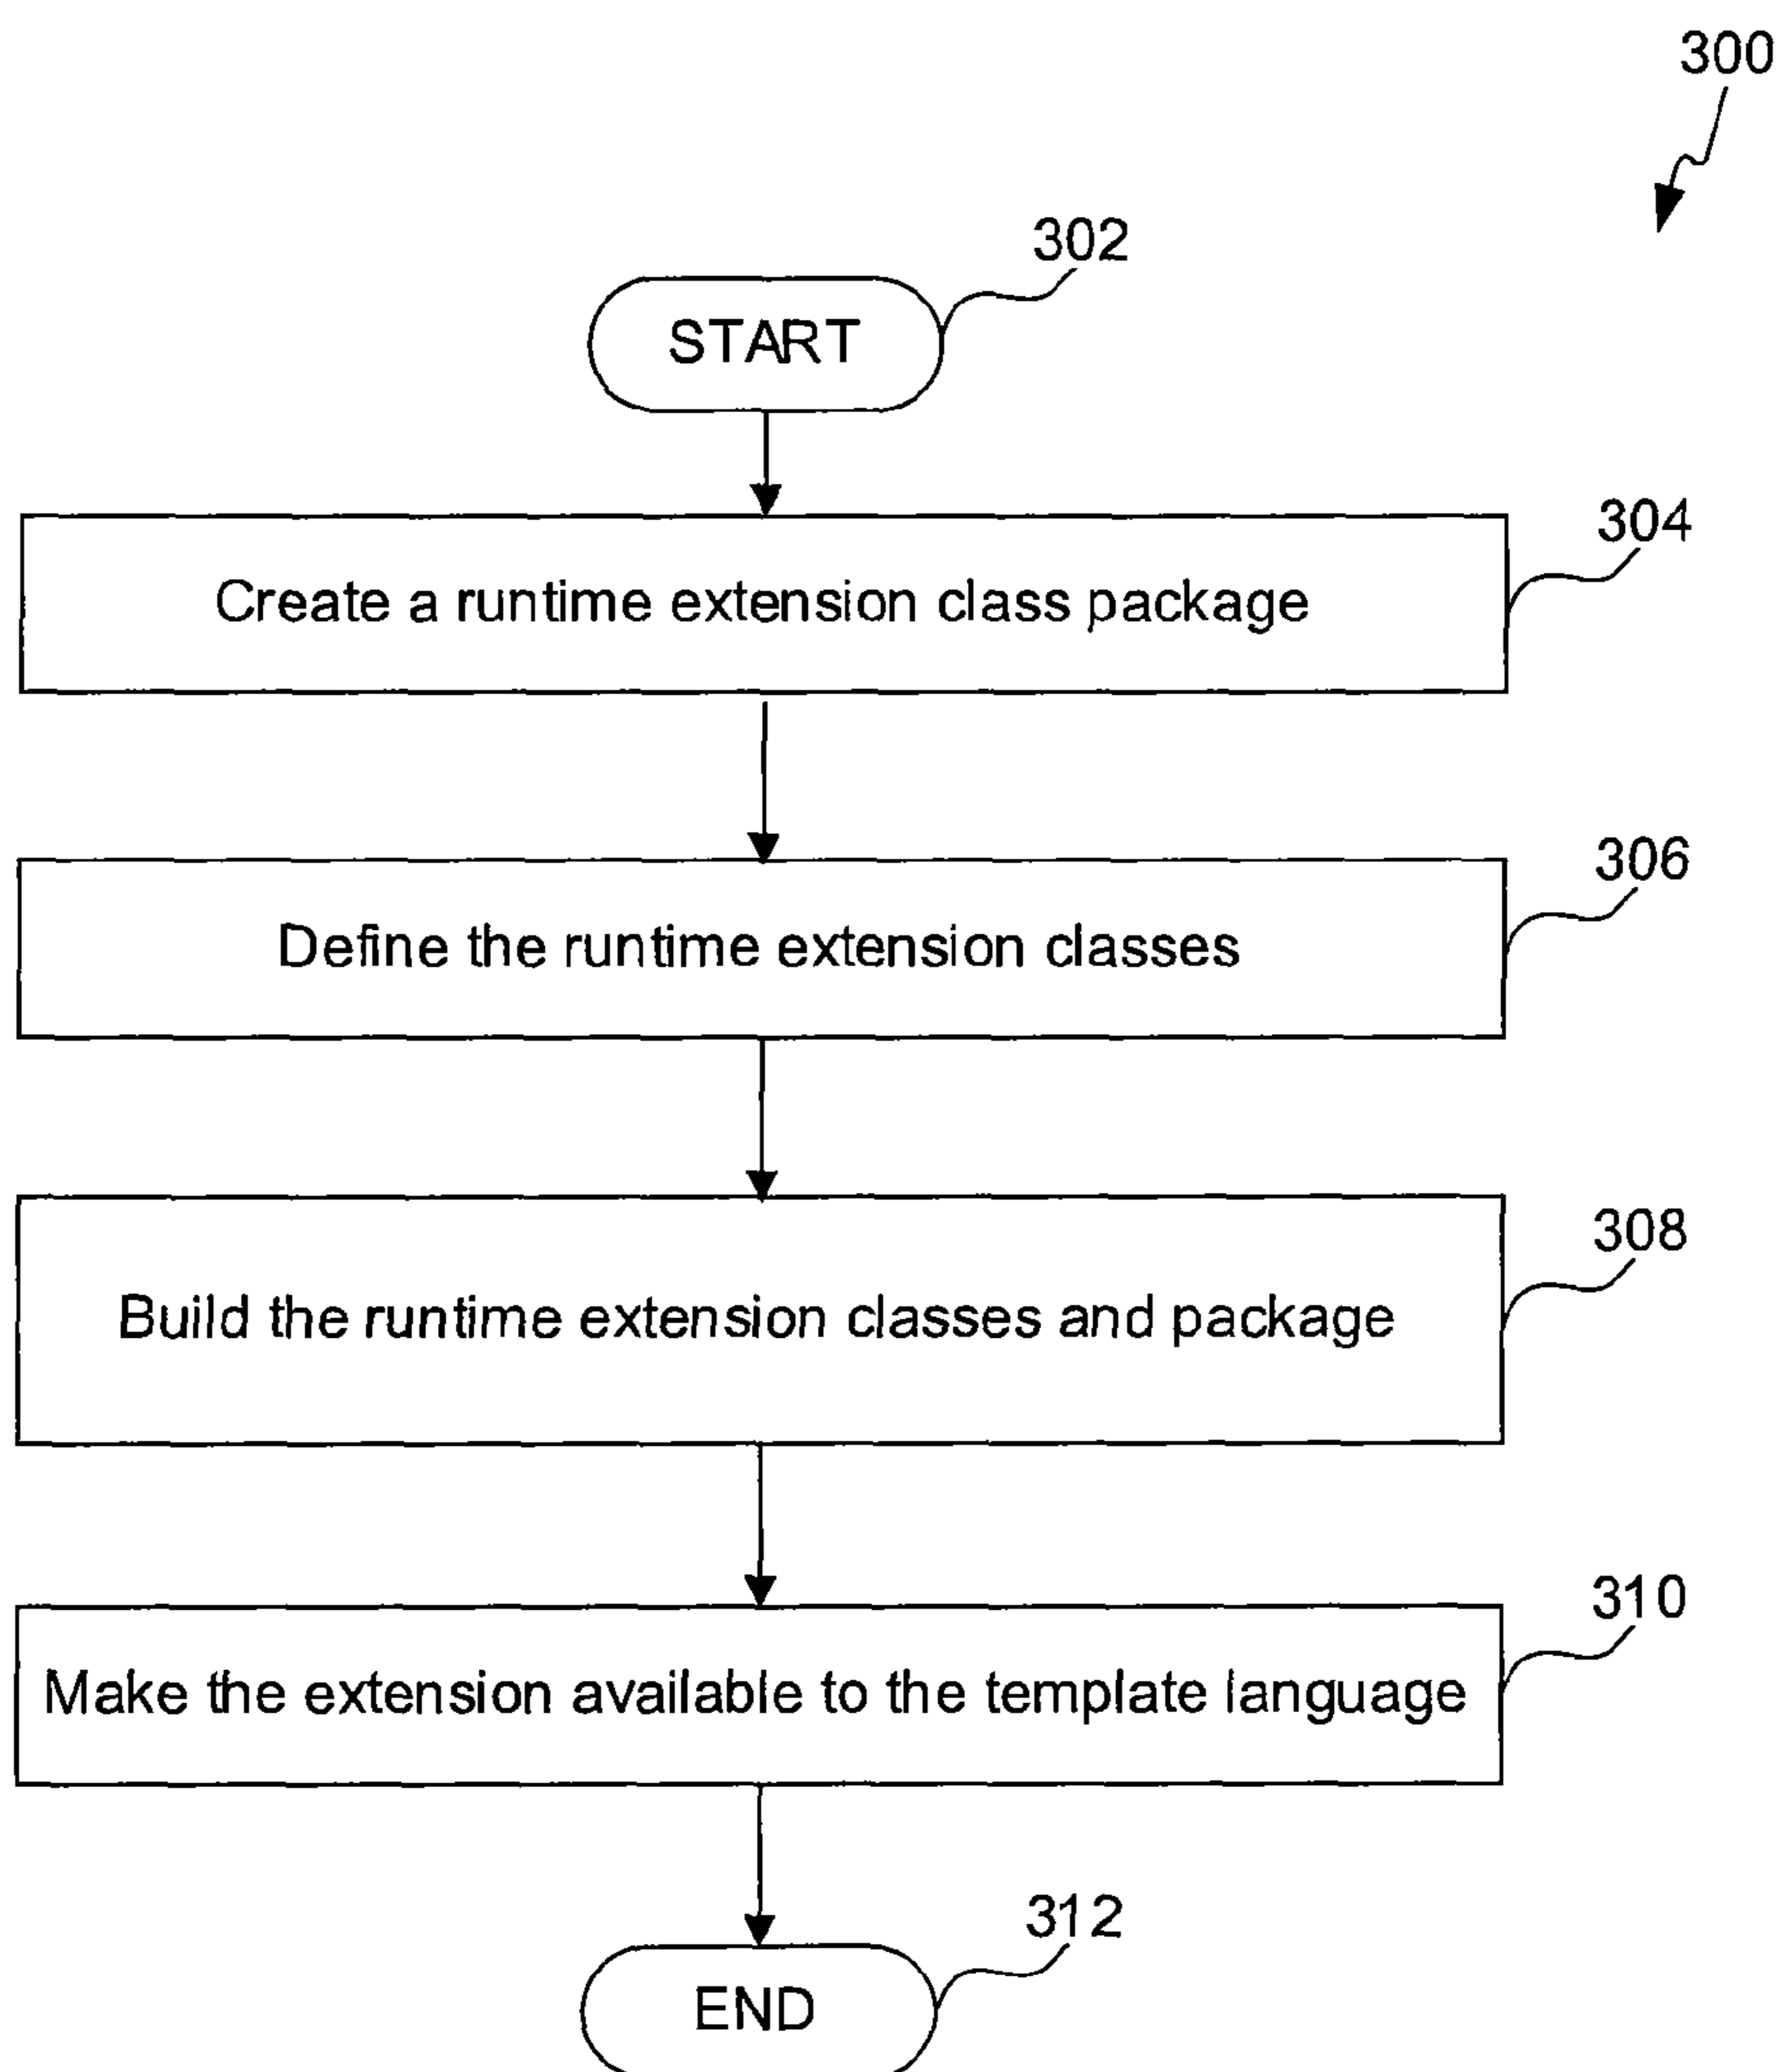 300
302
START
304
Create a runtime extension class package
306
Define the runtime extension classes
308
Build the runtime extension classes and package
310
Make the extension available to the template language
312
END